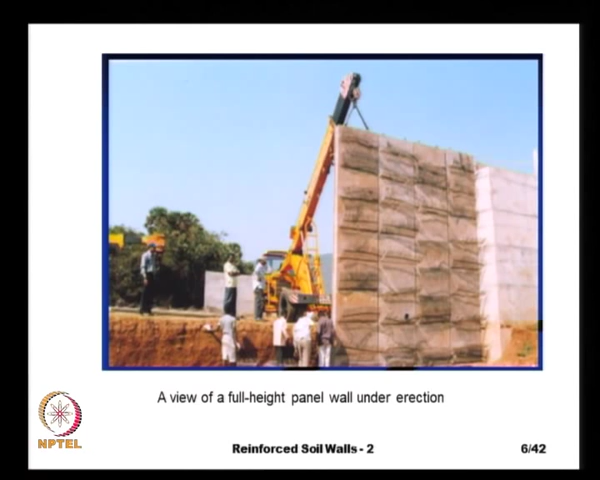 A view of a full-height panel wall under erection
NPTEL
Reinforced Soil Walls - 2
6/42